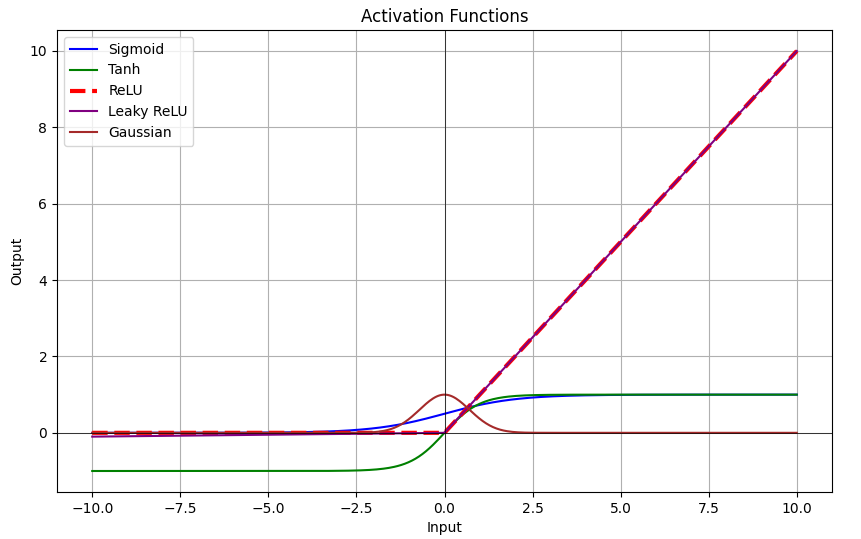 Activation Functions
Sigmoid
Tanh
ReLU
Leaky ReLU
Gaussian
10
8
6
4
2
0
Output
−10.0 −7.5 −5.0 −2.5 0.0 2.5 5.0 7.5 10.0
Input